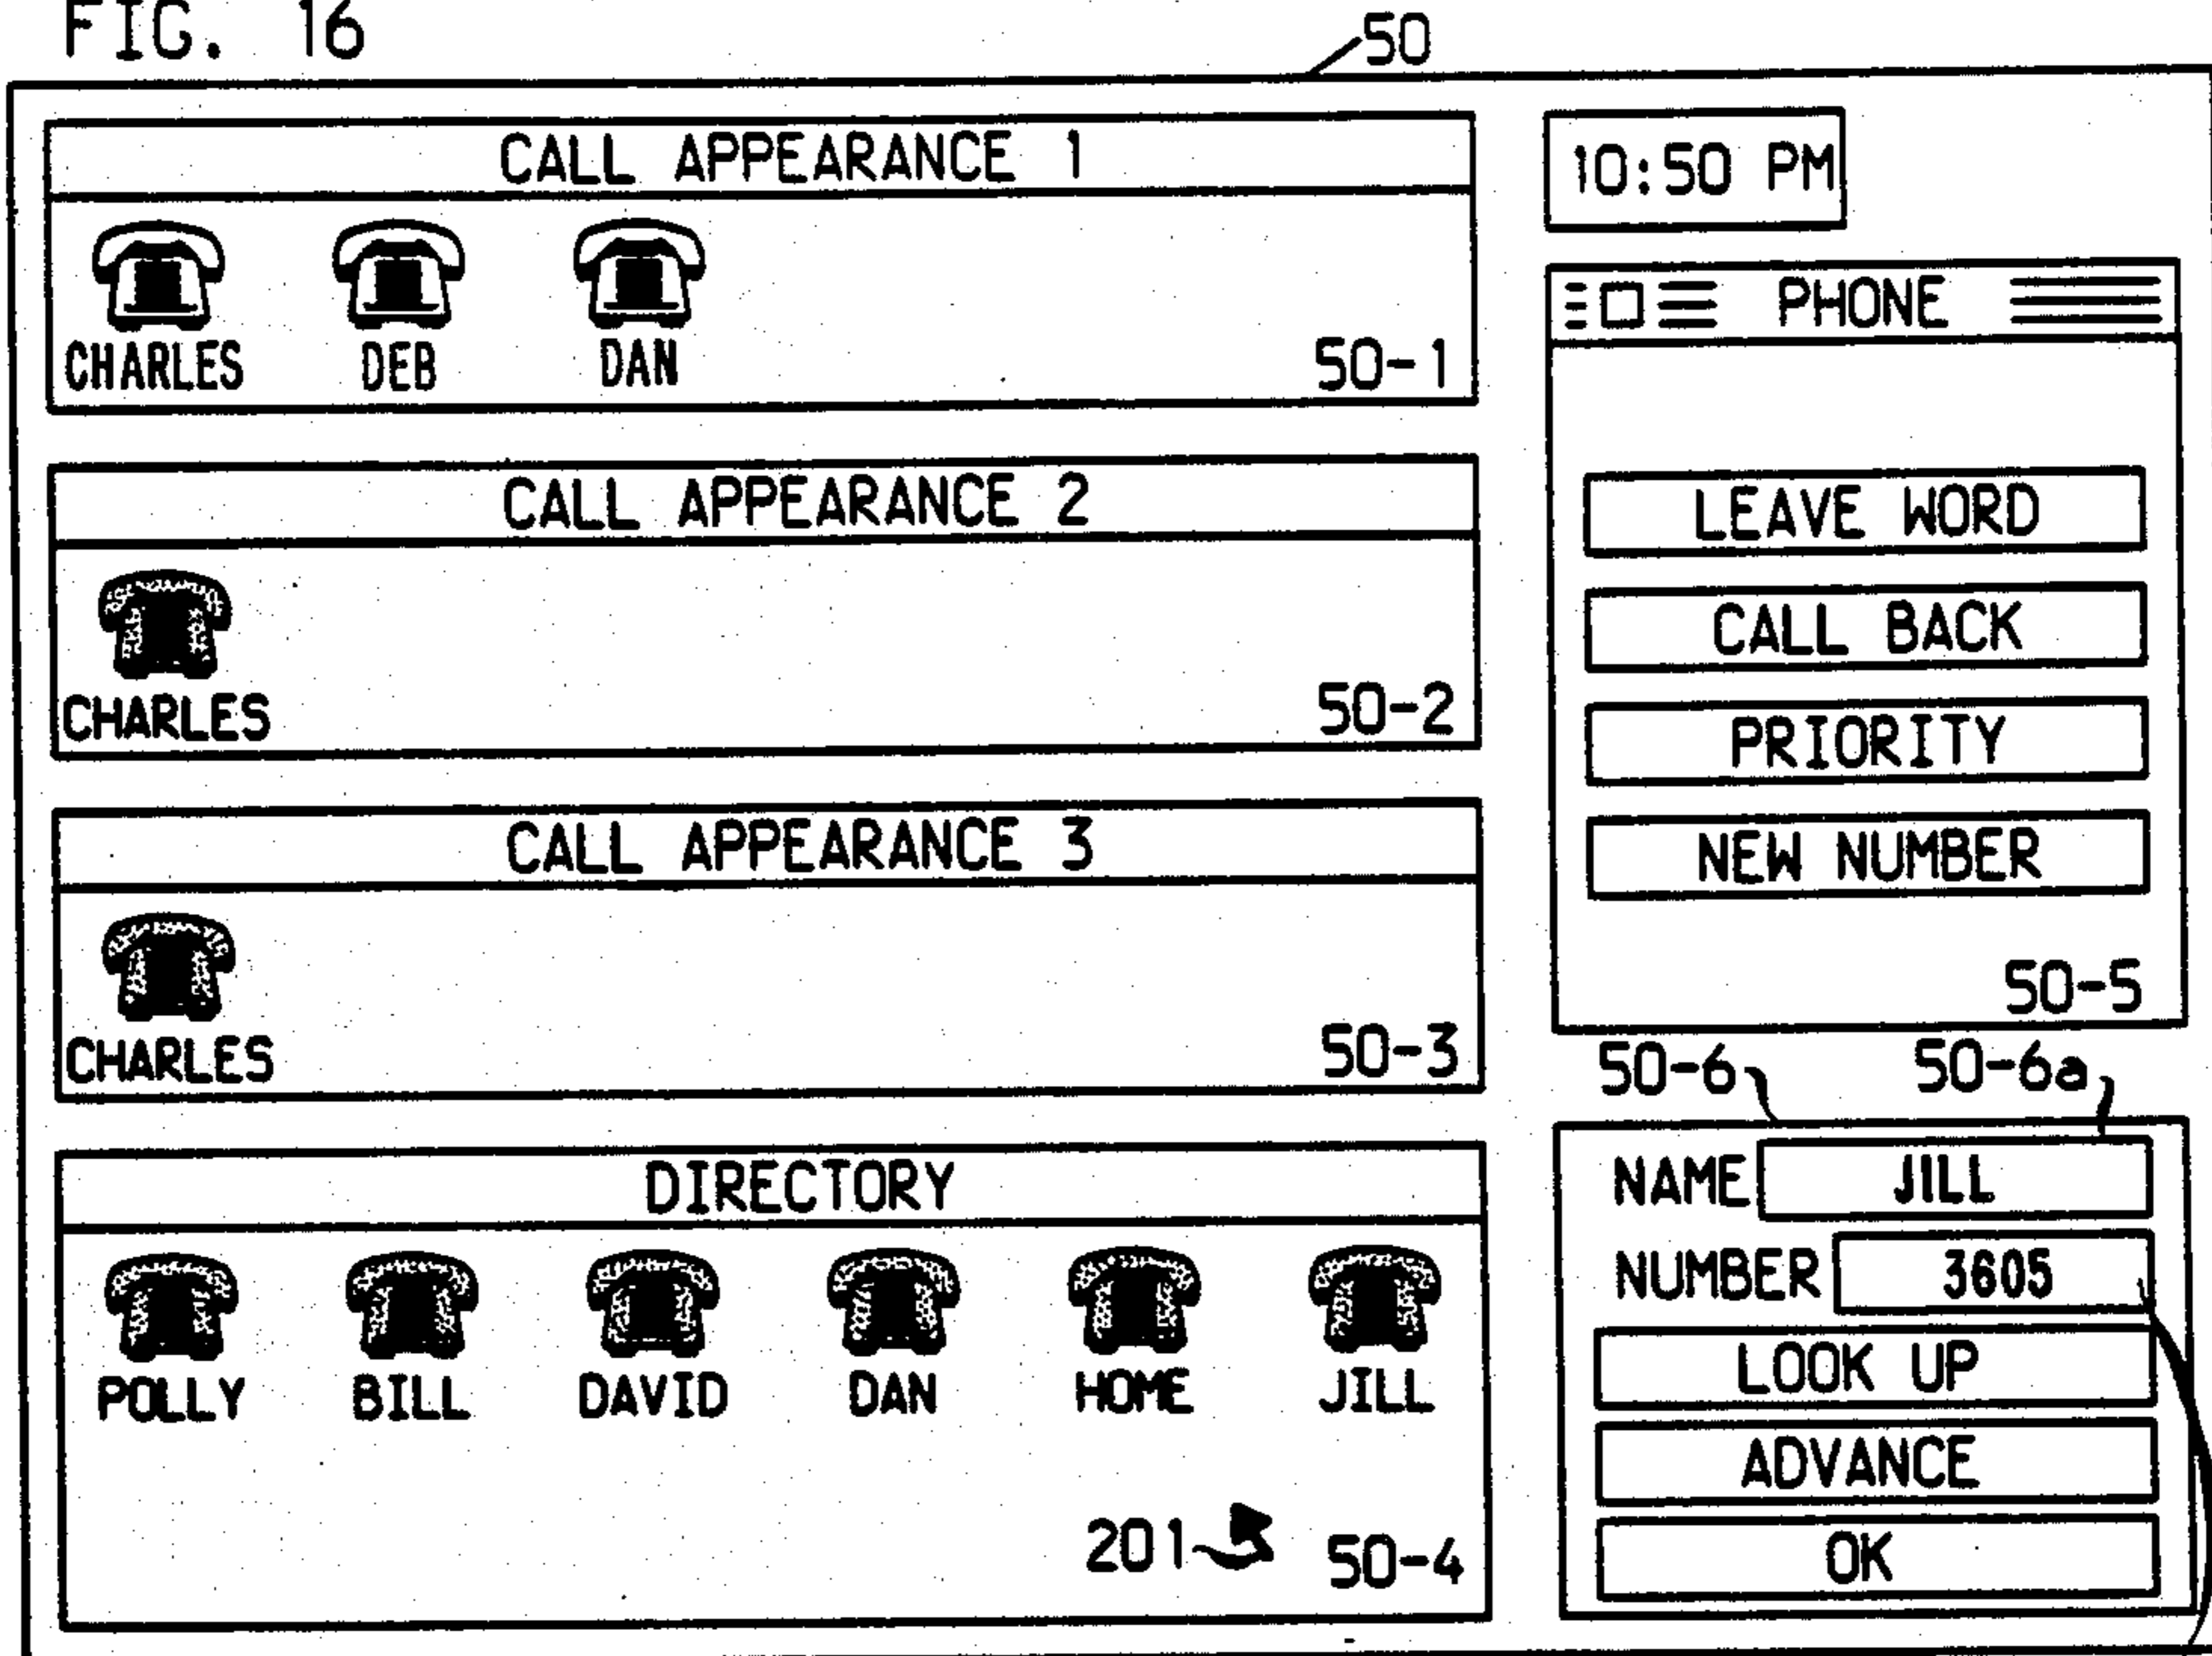 FIG. 16
50
CALL APPEARANCE 1
CHARLES DEB DAN
50-1
CALL APPEARANCE 2
CHARLES
50-2
CALL APPEARANCE 3
CHARLES
50-3
DIRECTORY
POLLY BILL DAVID DAN HOME JILL
201
50-4
10:50 PM
PHONE
LEAVE WORD
CALL BACK
PRIORITY
NEW NUMBER
50-5
50-6 50-6a
NAME JILL
NUMBER 3605
LOOK UP
ADVANCE
OK